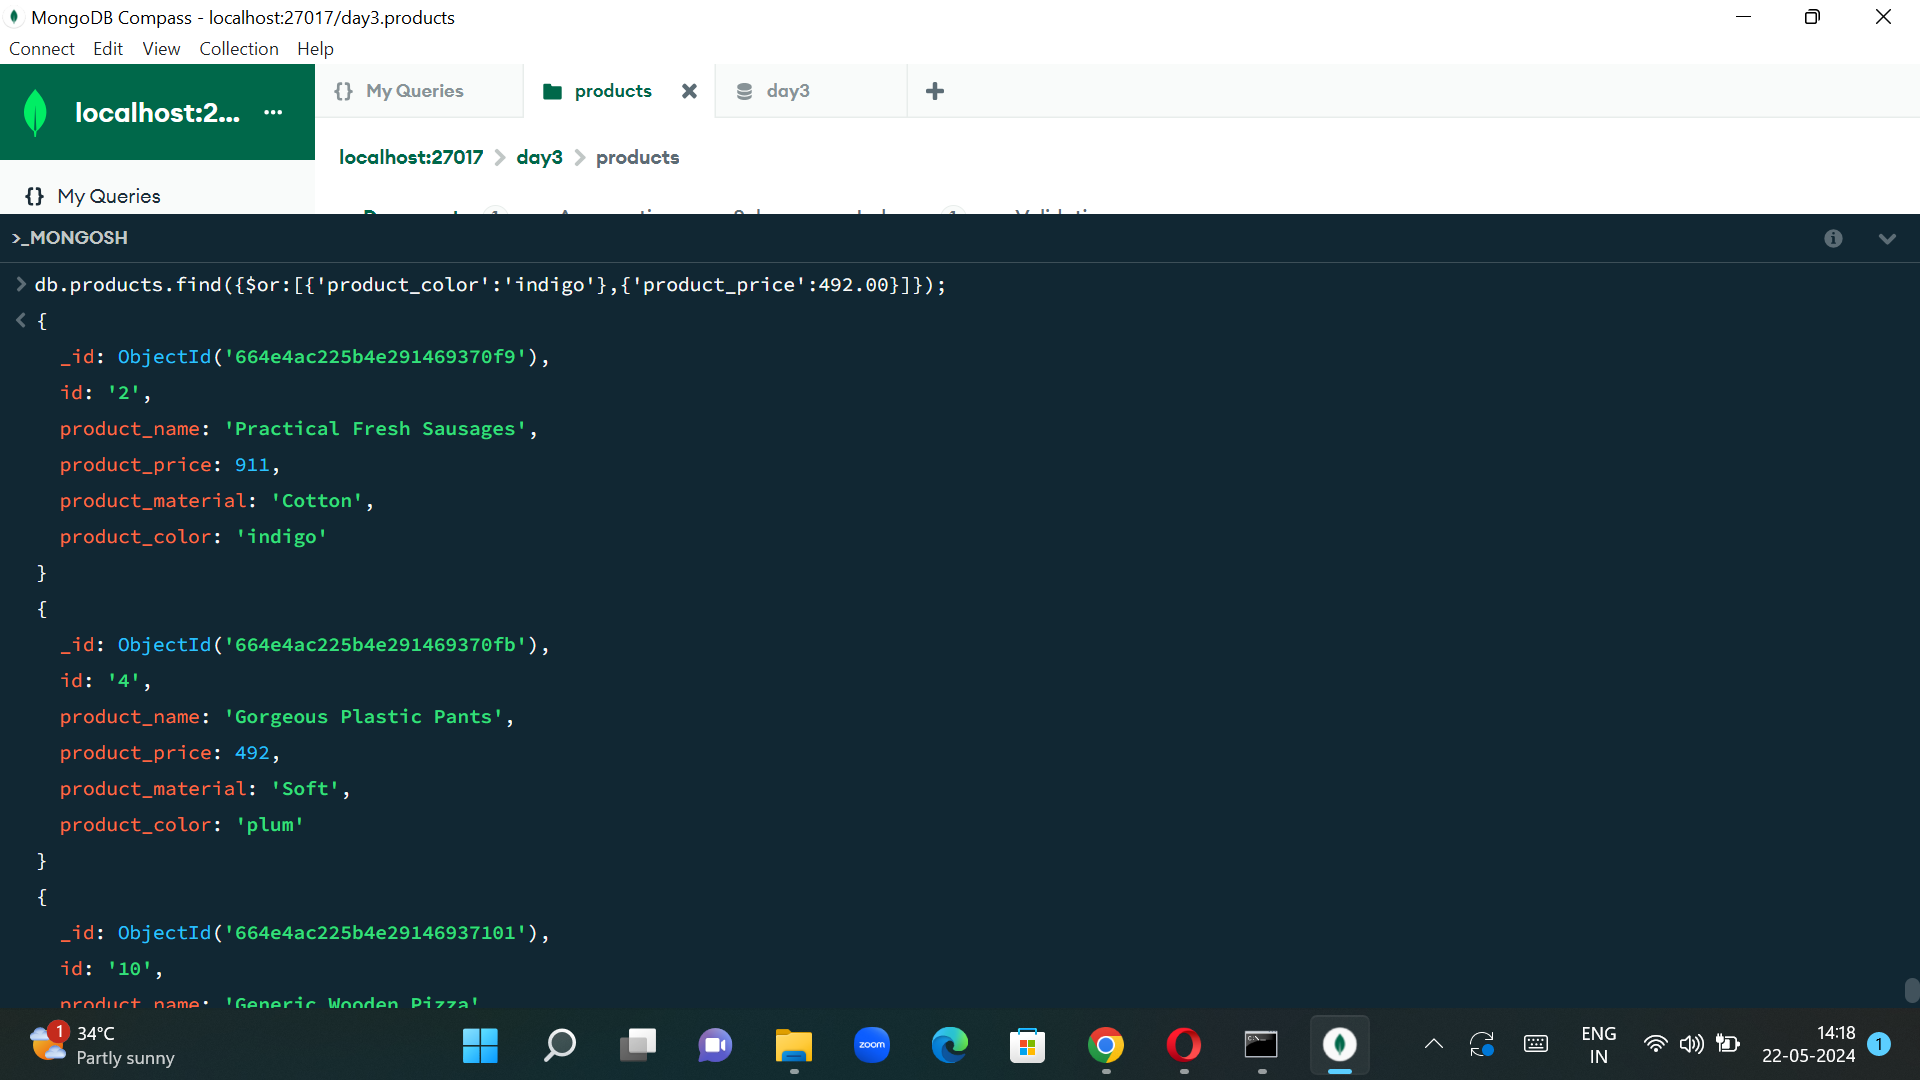 MongoDB Compass - localhost:27017/day3.products
Connect Edit View Collection Help
localhost:2... ...
{} My Queries
products
day3
+
localhost:27017 > day3 > products
{} My Queries
>_MONGOSH
> db.products.find({$or:[{'product_color':'indigo'},{'product_price':492.00}]});
< {
_id: ObjectId('664e4ac225b4e291469370f9'),
id: '2',
product_name: 'Practical Fresh Sausages',
product_price: 911,
product_material: 'Cotton',
product_color: 'indigo'
}
{
_id: ObjectId('664e4ac225b4e291469370fb'),
id: '4',
product_name: 'Gorgeous Plastic Pants',
product_price: 492,
product_material: 'Soft',
product_color: 'plum'
}
{
_id: ObjectId('664e4ac225b4e29146937101'),
id: '10',
product_name: 'Generic Wooden Pizza'
1
34°C
Partly sunny
zoom
ENG
IN
14:18
22-05-2024
1